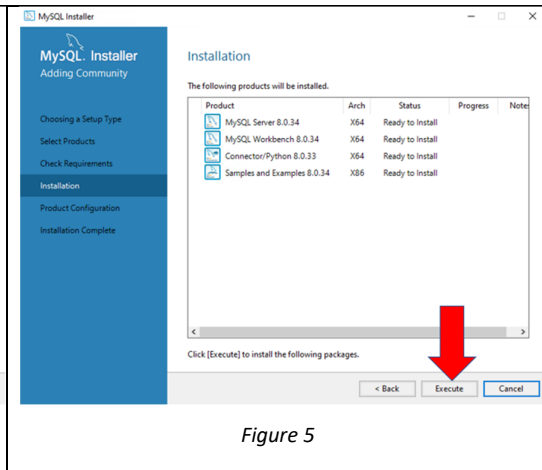 MySQL Installer
MySQL. Installer
Adding Community
Choosing a Setup Type
Select Products
Check Requirements
Installation
Product Configuration
Installation Complete
Installation
The following products will be installed.
Product Arch Status Progress Notes
MySQL Server 8.0.34 X64 Ready to Install
MySQL Workbench 8.0.34 X64 Ready to Install
Connector/Python 8.0.33 X64 Ready to Install
Samples and Examples 8.0.34 X86 Ready to Install
Click [Execute] to install the following packages.
< Back Execute Cancel
Figure 5